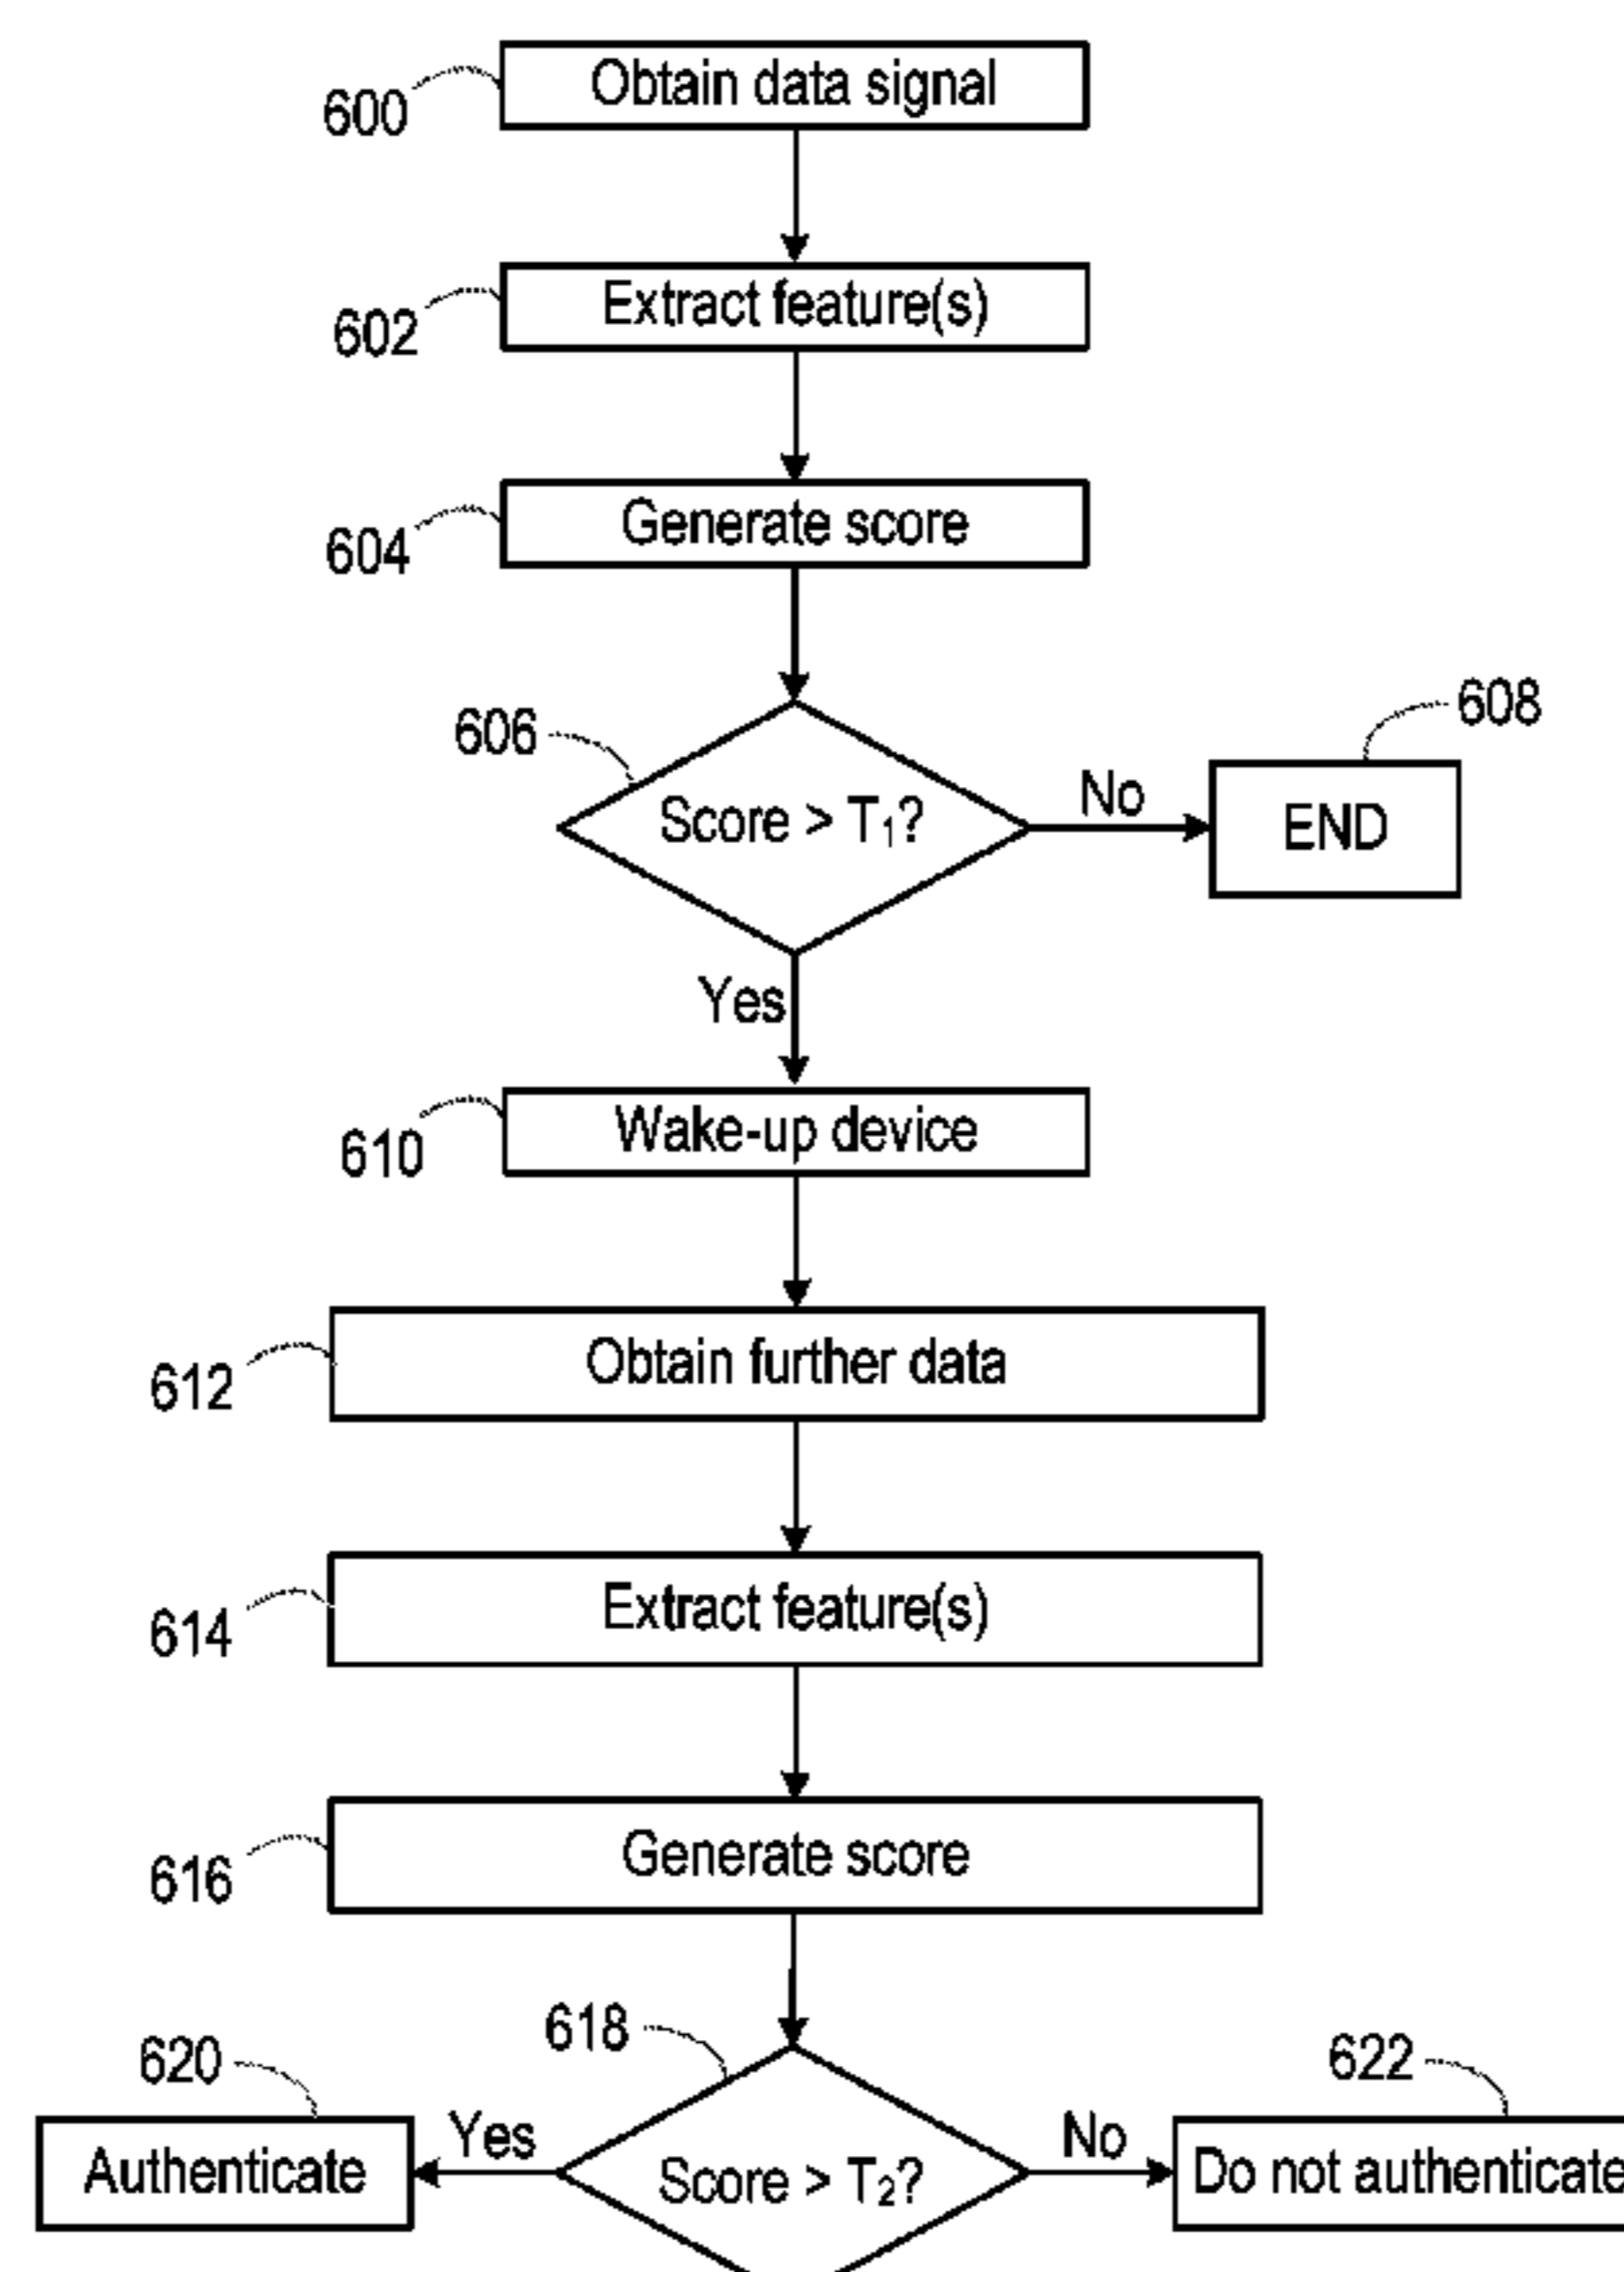 Obtain data signal
600
Extract feature(s)
602
Generate score
604
606
608
Score > T₁?
No
END
Yes
Wake-up device
610
Obtain further data
612
Extract feature(s)
614
Generate score
616
618
620
622
Yes
No
Authenticate
Score > T₂?
Do not authenticate